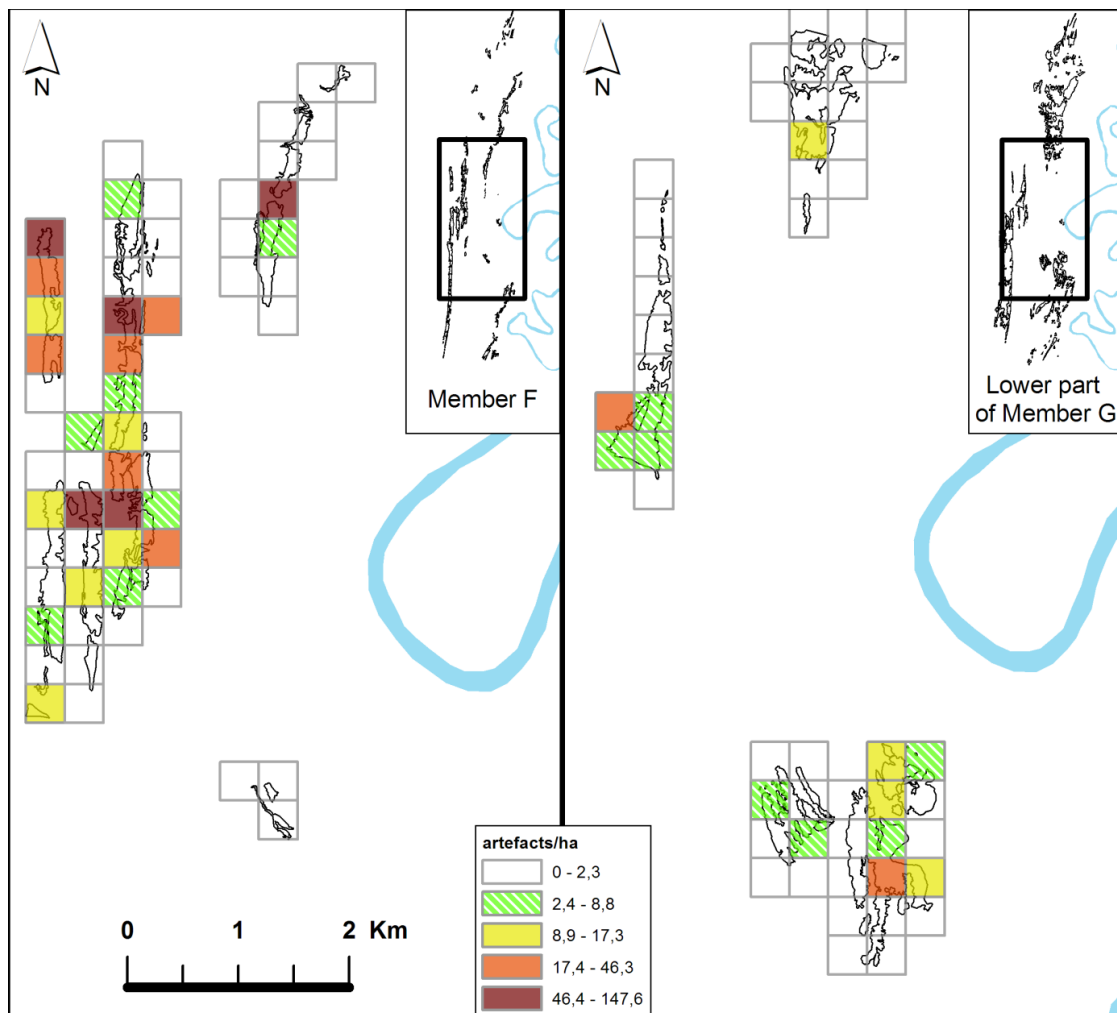 N
Member F
N
Lower part
of Member G
artefacts/ha
0 - 2,3
2,4 - 8,8
8,9 - 17,3
17,4 - 46,3
46,4 - 147,6
0 1 2 Km